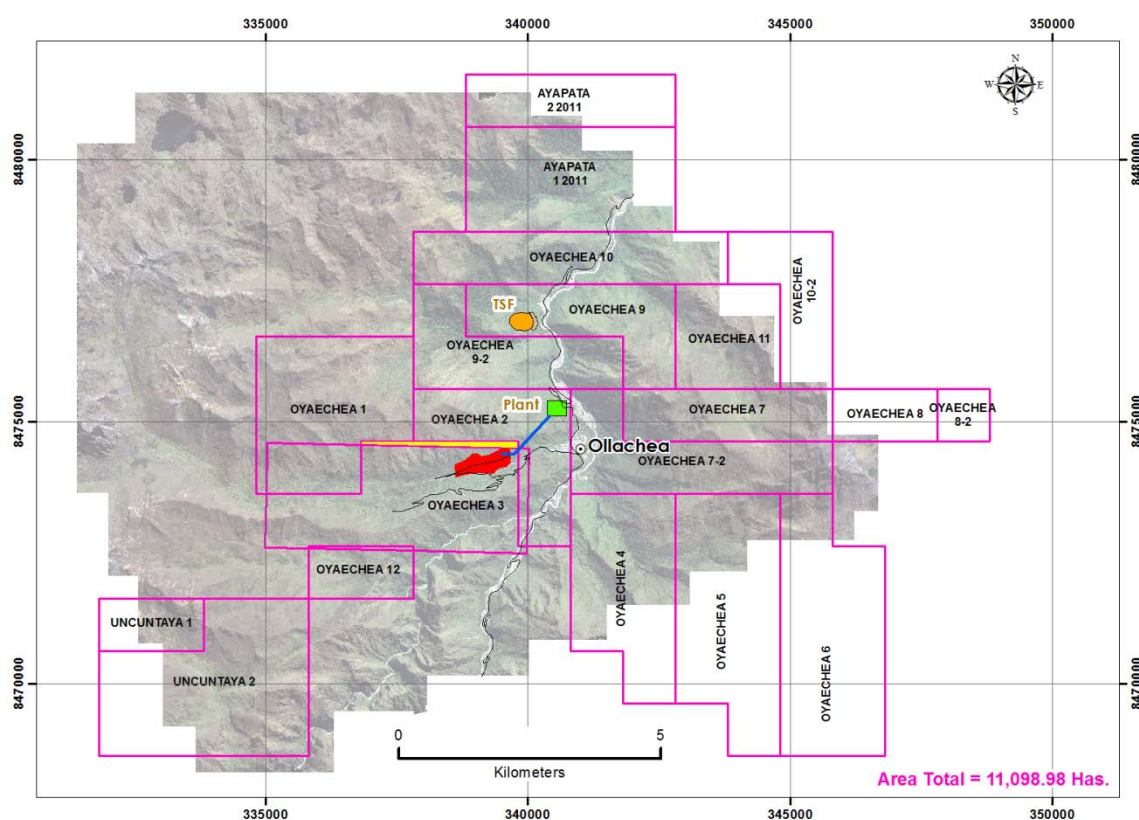 335000
340000
345000
350000
N
W E
S
AYAPATA
2 2011
8480000
8480000
AYAPATA
1 2011
OYAECHEA 10
OYAECHEA
10-2
TSF
OYAECHEA 9
OYAECHEA 11
OYAECHEA
9-2
OYAECHEA 1
OYAECHEA 2
Plant
OYAECHEA 7
OYAECHEA 8
OYAECHEA
8-2
8475000
8475000
Ollachea
OYAECHEA 7-2
OYAECHEA 3
OYAECHEA 12
OYAECHEA 4
OYAECHEA 5
OYAECHEA 6
UNCUNTAYA 1
UNCUNTAYA 2
8470000
8470000
0 5
Kilometers
Area Total = 11,098.98 Has.
335000
340000
345000
350000